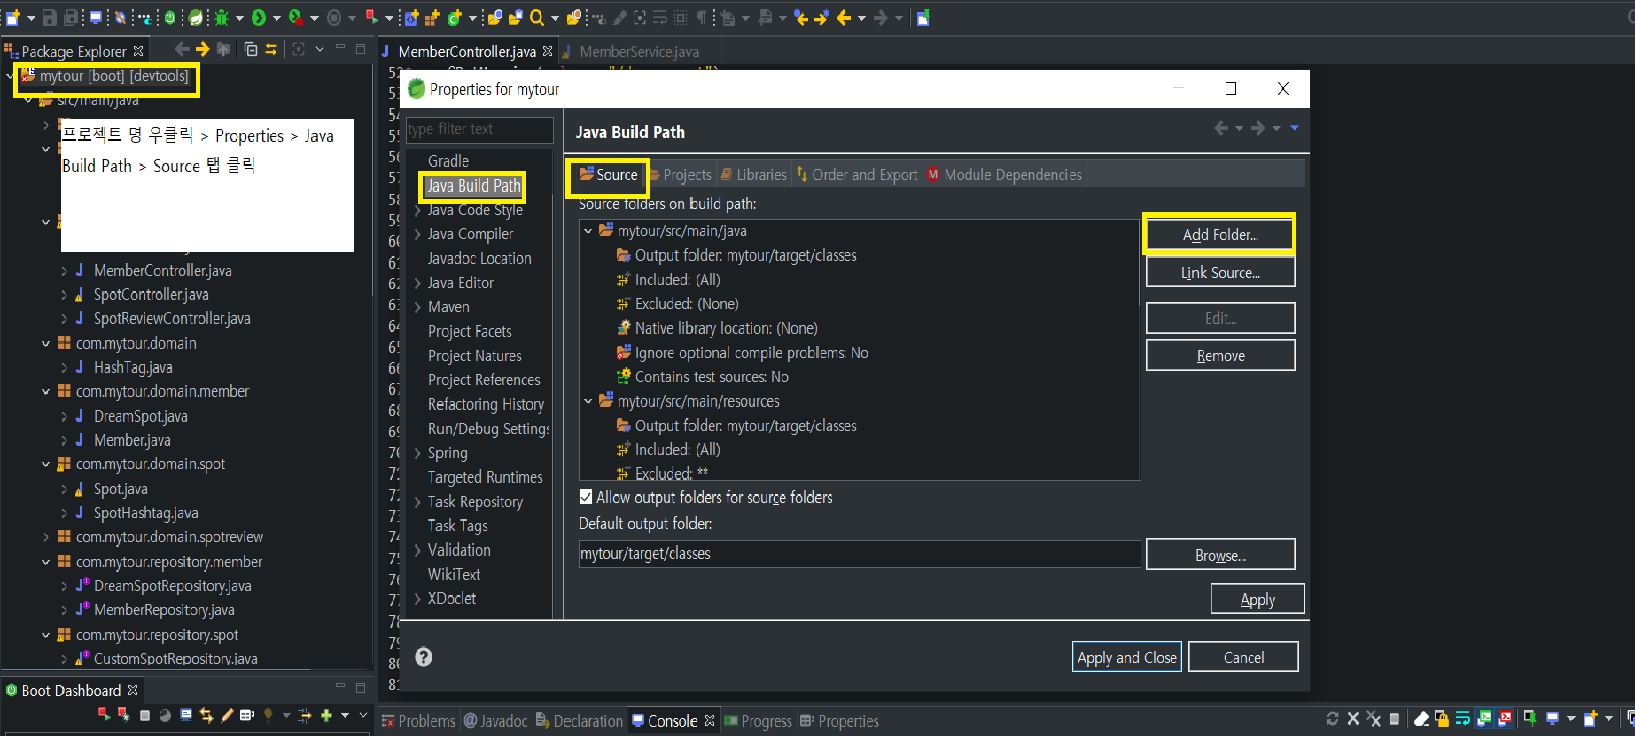 Package Explorer
mytour [boot] [devtools]
src/main/java
프로젝트 명 우클릭 > Properties > Java
Build Path > Source 탭 클릭
MemberController.java
SpotController.java
SpotReviewController.java
com.mytour.domain
HashTag.java
com.mytour.domain.member
DreamSpot.java
Member.java
com.mytour.domain.spot
Spot.java
SpotHashtag.java
com.mytour.domain.spotreview
com.mytour.repository.member
DreamSpotRepository.java
MemberRepository.java
com.mytour.repository.spot
CustomSpotRepository.java
Boot Dashboard
MemberController.java
MemberService.java
Properties for mytour
type filter text
Gradle
Java Build Path
Java Code Style
Java Compiler
Javadoc Location
Java Editor
Maven
Project Facets
Project Natures
Project References
Refactoring History
Run/Debug Settings
Spring
Targeted Runtimes
Task Repository
Task Tags
Validation
WikiText
XDoclet
Java Build Path
Source Projects Libraries Order and Export Module Dependencies
Source folders on build path:
mytour/src/main/java
Output folder: mytour/target/classes
Included: (All)
Excluded: (None)
Native library location: (None)
Ignore optional compile problems: No
Contains test sources: No
mytour/src/main/resources
Output folder: mytour/target/classes
Included: (All)
Excluded: **
Add Folder...
Link Source...
Edit...
Remove
Allow output folders for source folders
Default output folder:
mytour/target/classes
Browse...
Apply
Apply and Close Cancel
Problems Javadoc Declaration Console Progress Properties